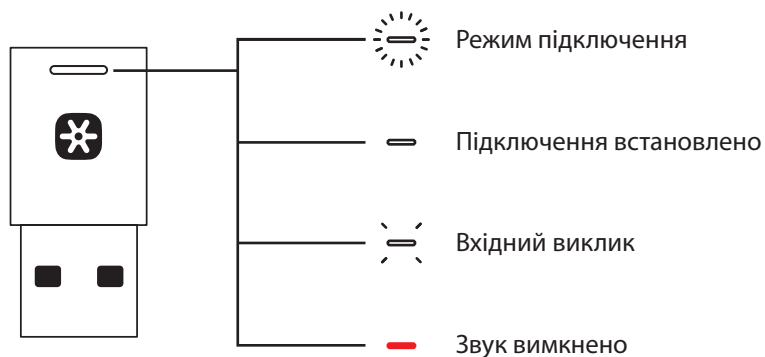 Режим підключення
Підключення встановлено
Вхідний виклик
Звук вимкнено